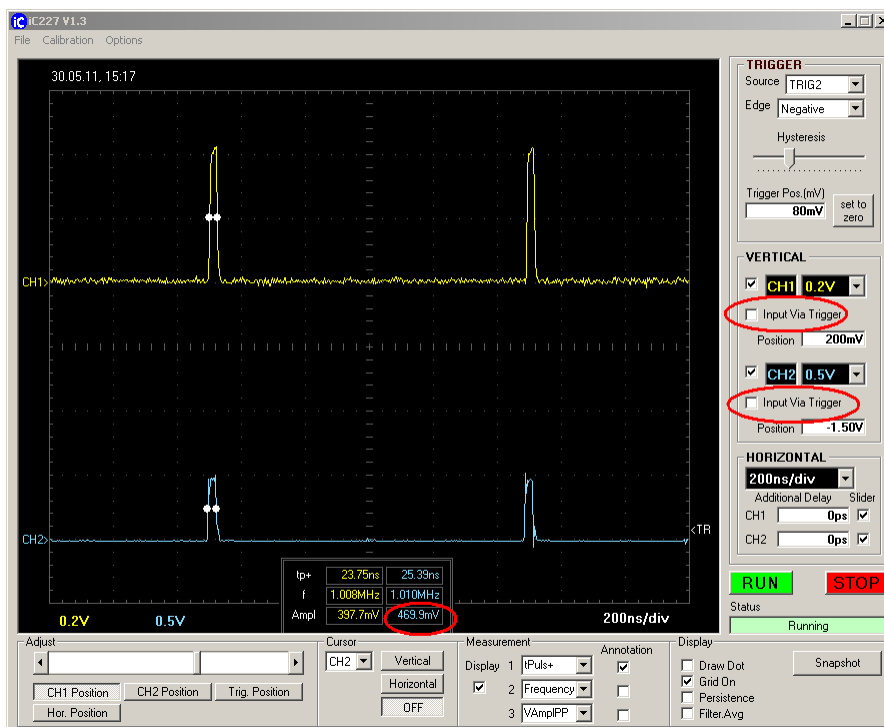 iC iC227 V1.3
File Calibration Options
30.05.11, 15:17
CH1>
CH2>
<TR
tp+ 23.75ns 25.39ns
f 1.008MHz 1.010MHz
Ampl 397.7mV 469.9mV
0.2V 0.5V 200ns/div
TRIGGER
Source TRIG2
Edge Negative
Hysteresis
Trigger Pos.(mV)
80mV
set to
zero
VERTICAL
CH1 0.2V
Input Via Trigger
Position 200mV
CH2 0.5V
Input Via Trigger
Position -1.50V
HORIZONTAL
200ns/div
Additional Delay Slider
CH1 0ps
CH2 0ps
RUN STOP
Status
Running
Adjust
CH1 Position CH2 Position Trig. Position
Hor. Position
Cursor
CH2 Vertical
Horizontal
OFF
Measurement
Annotation
Display 1 tPuls+
2 Frequency
3 VAmplPP
Display
Draw Dot
Grid On
Persistence
Filter.Avg
Snapshot